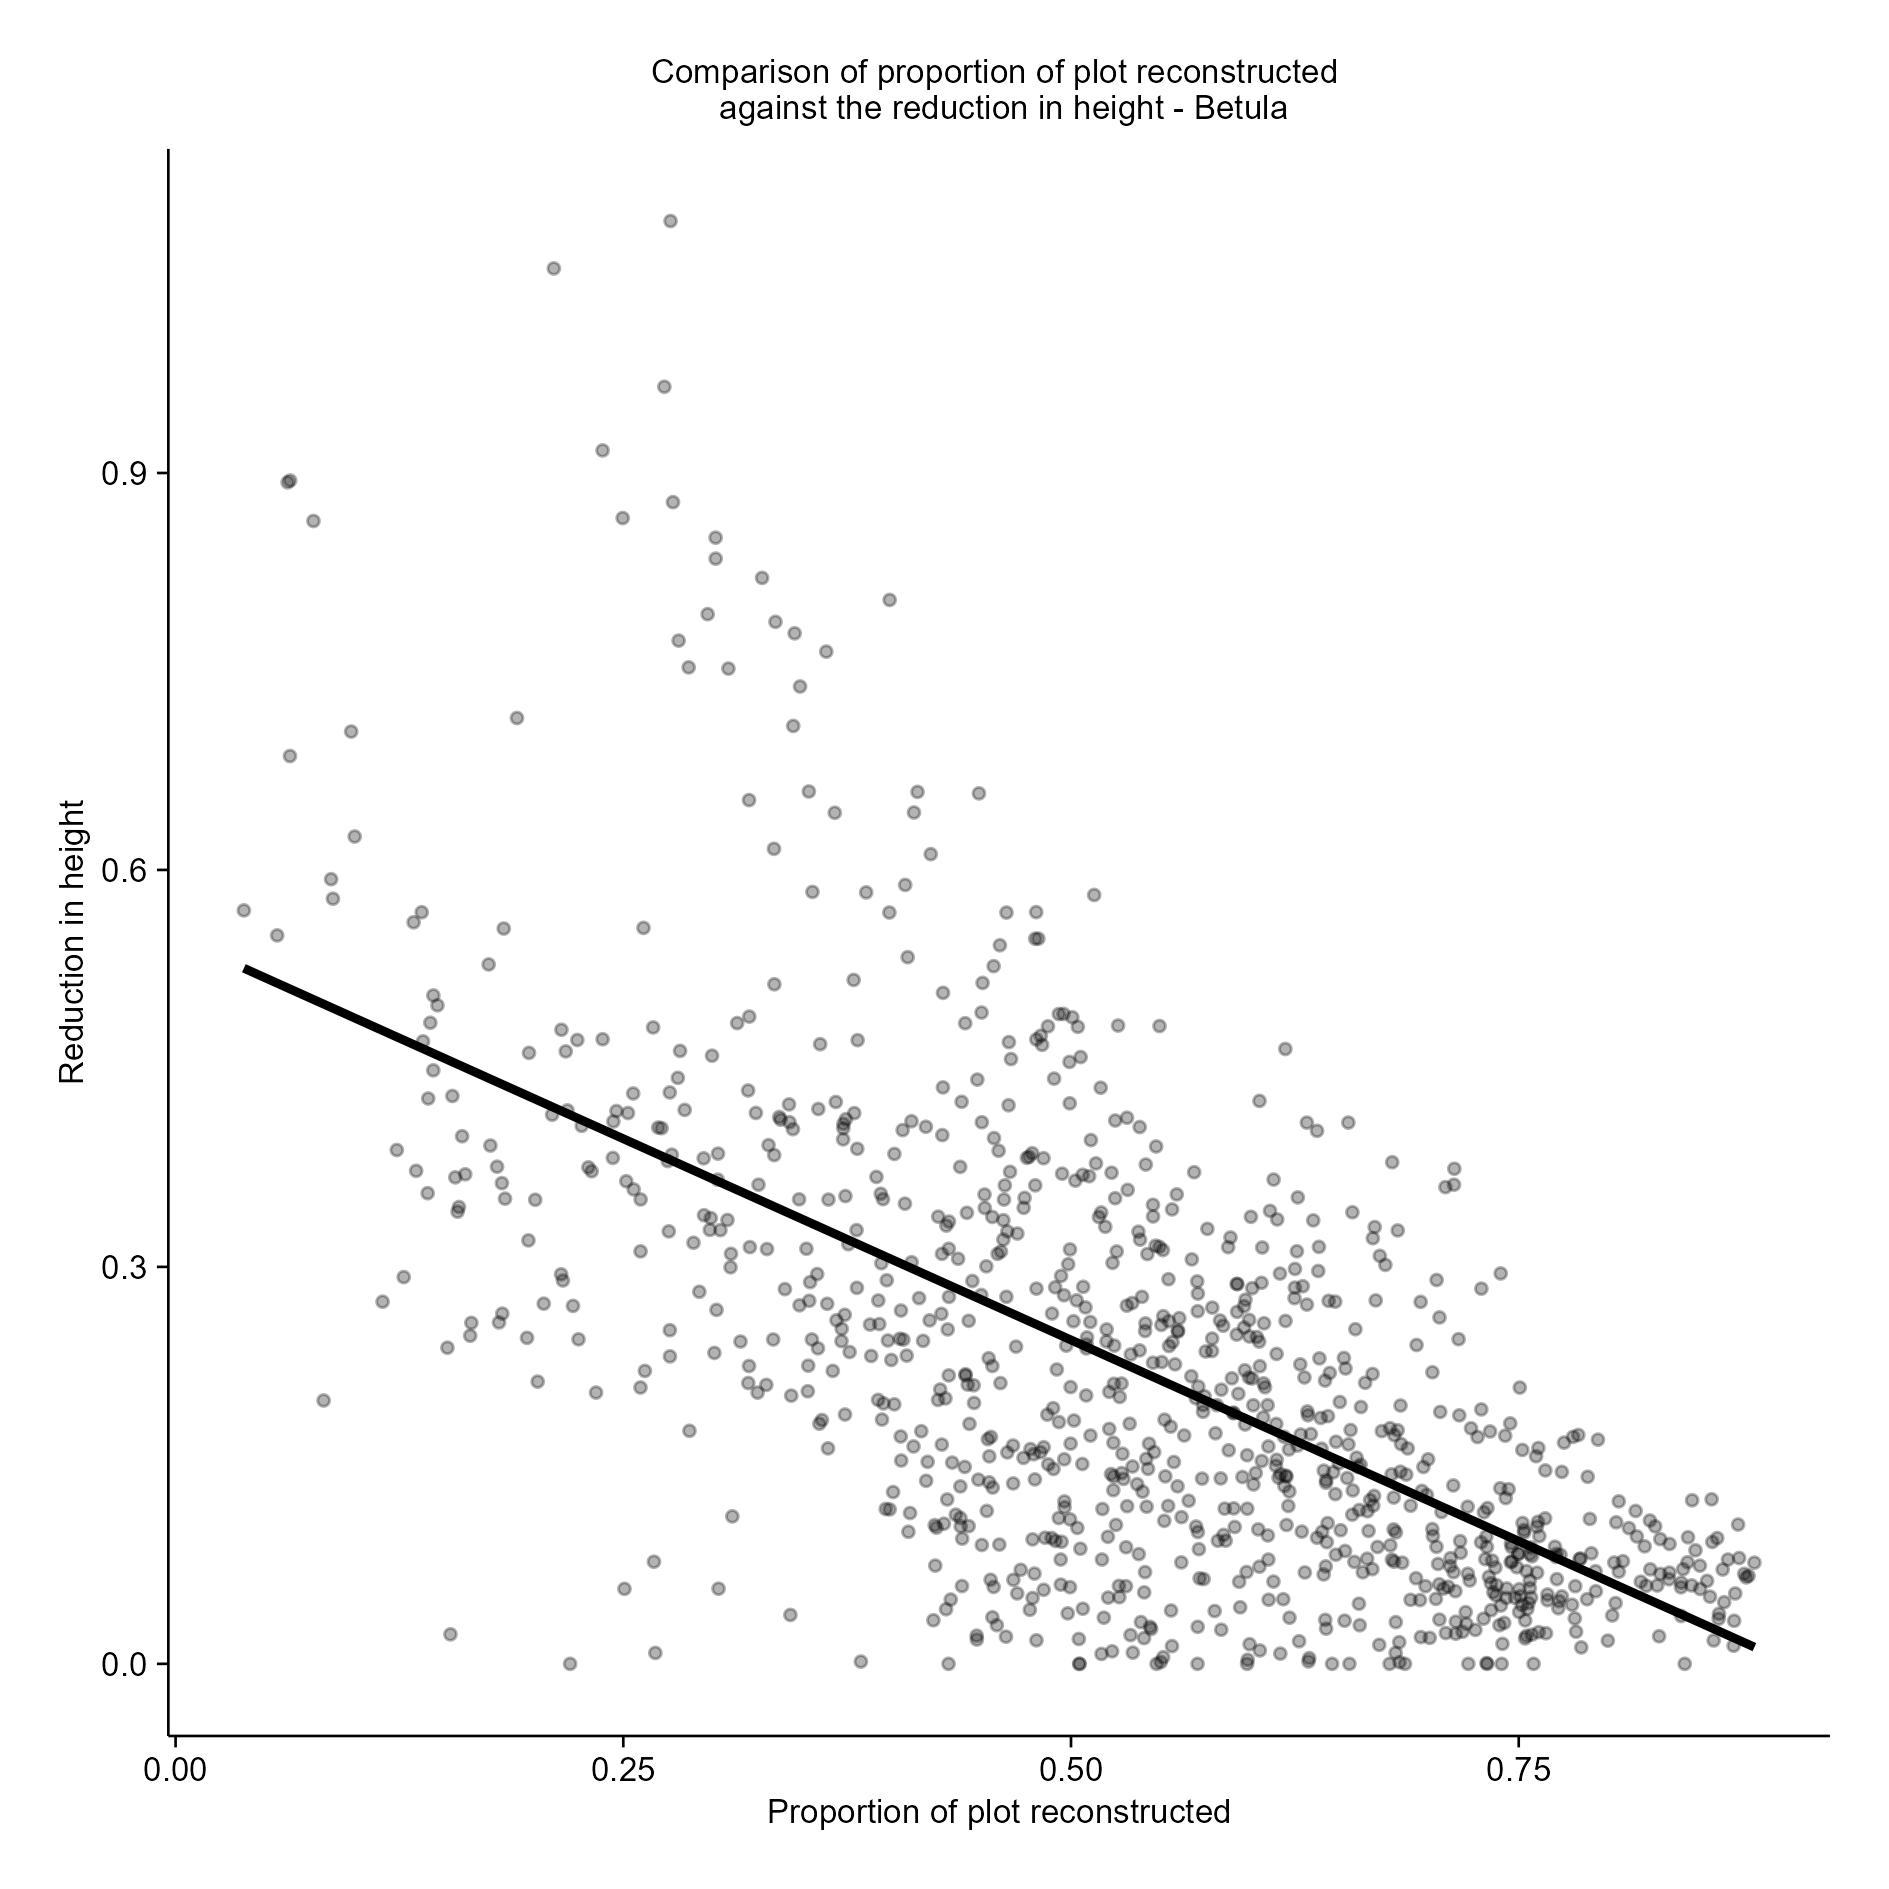 Comparison of proportion of plot reconstructed
against the reduction in height - Betula
Reduction in height
0.9
0.6
0.3
0.0
0.00 0.25 0.50 0.75
Proportion of plot reconstructed